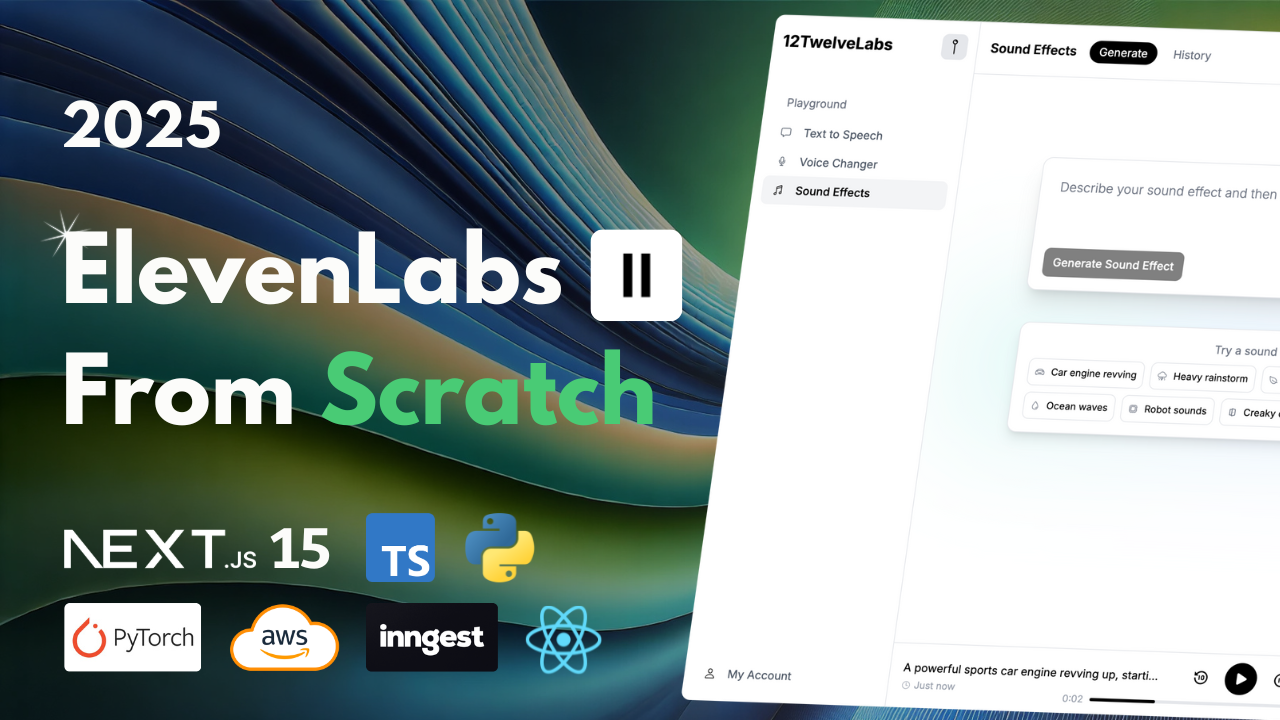 2025
ElevenLabs
From Scratch
NEXT.JS 15
TS
PyTorch
aws
inngest
12TwelveLabs
Playground
Text to Speech
Voice Changer
Sound Effects
My Account
Sound Effects
Generate
History
Describe your sound effect and then
Generate Sound Effect
Try a sound
Car engine revving
Heavy rainstorm
Ocean waves
Robot sounds
Creaky
A powerful sports car engine revving up, starti...
Just now
0:02
10